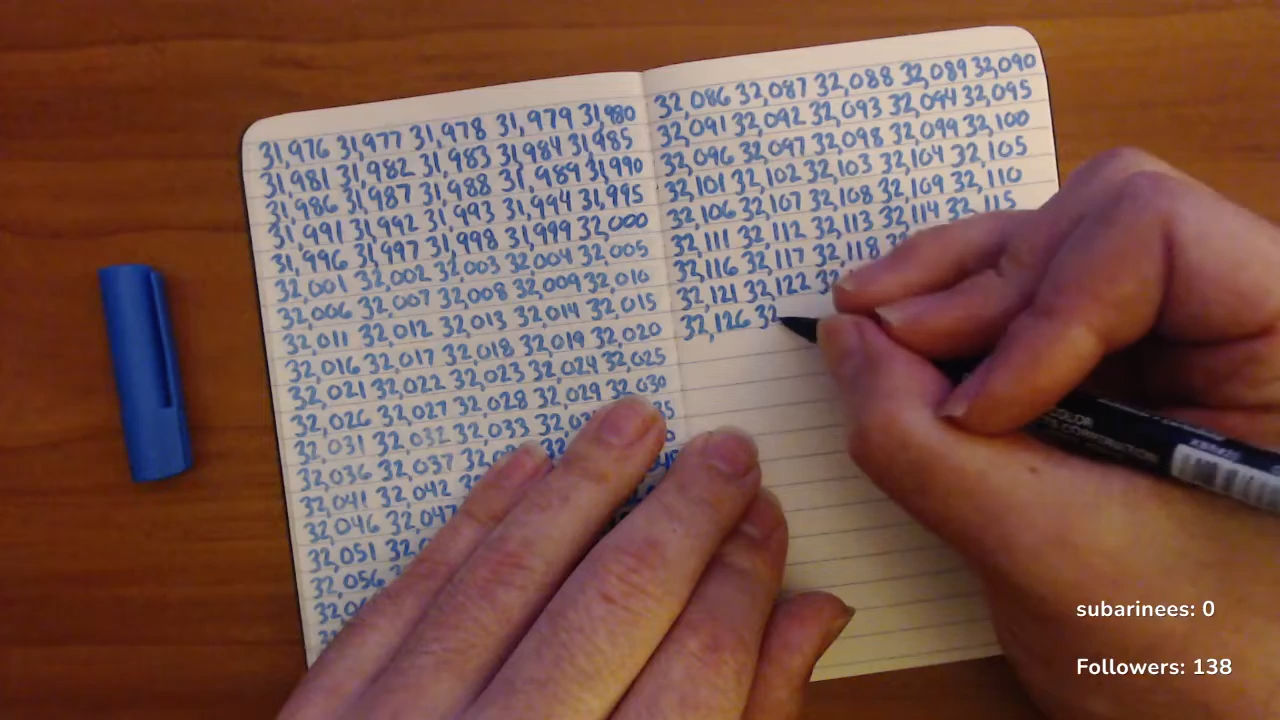 31,976 31,977 31,978 31,979 31,980
31,981 31,982 31,983 31,984 31,985
31,986 31,987 31,988 31,989 31,990
31,991 31,992 31,993 31,994 31,995
31,996 31,997 31,998 31,999 32,000
32,001 32,002 32,003 32,004 32,005
32,006 32,007 32,008 32,009 32,010
32,011 32,012 32,013 32,014 32,015
32,016 32,017 32,018 32,019 32,020
32,021 32,022 32,023 32,024 32,025
32,026 32,027 32,028 32,029 32,030
32,031 32,032 32,033
32,036 32,037
32,041 32,042
32,046 32,047
32,051
32,056
32,086 32,087 32,088 32,089 32,090
32,091 32,092 32,093 32,094 32,095
32,096 32,097 32,098 32,099 32,100
32,101 32,102 32,103 32,104 32,105
32,106 32,107 32,108 32,109 32,110
32,111 32,112 32,113 32,114 32,115
32,116 32,117 32,118
32,121 32,122
32,126 32
subarinees: 0
Followers: 138